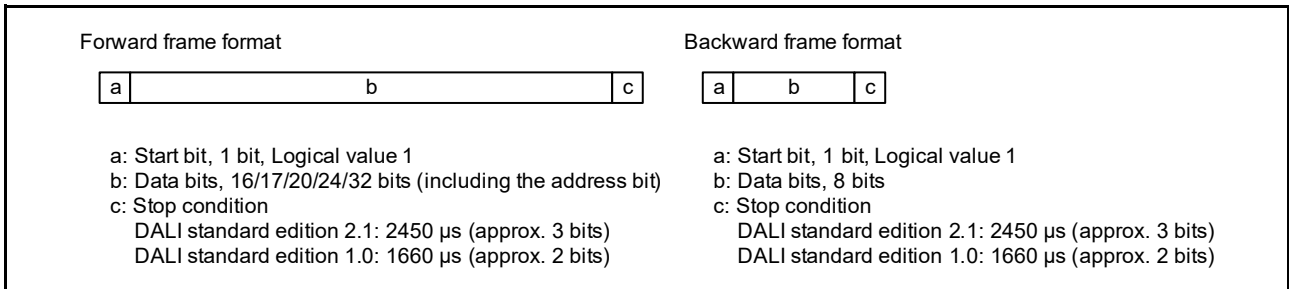 Forward frame format
a b c
a: Start bit, 1 bit, Logical value 1
b: Data bits, 16/17/20/24/32 bits (including the address bit)
c: Stop condition
DALI standard edition 2.1: 2450 μs (approx. 3 bits)
DALI standard edition 1.0: 1660 μs (approx. 2 bits)
Backward frame format
a b c
a: Start bit, 1 bit, Logical value 1
b: Data bits, 8 bits
c: Stop condition
DALI standard edition 2.1: 2450 μs (approx. 3 bits)
DALI standard edition 1.0: 1660 μs (approx. 2 bits)